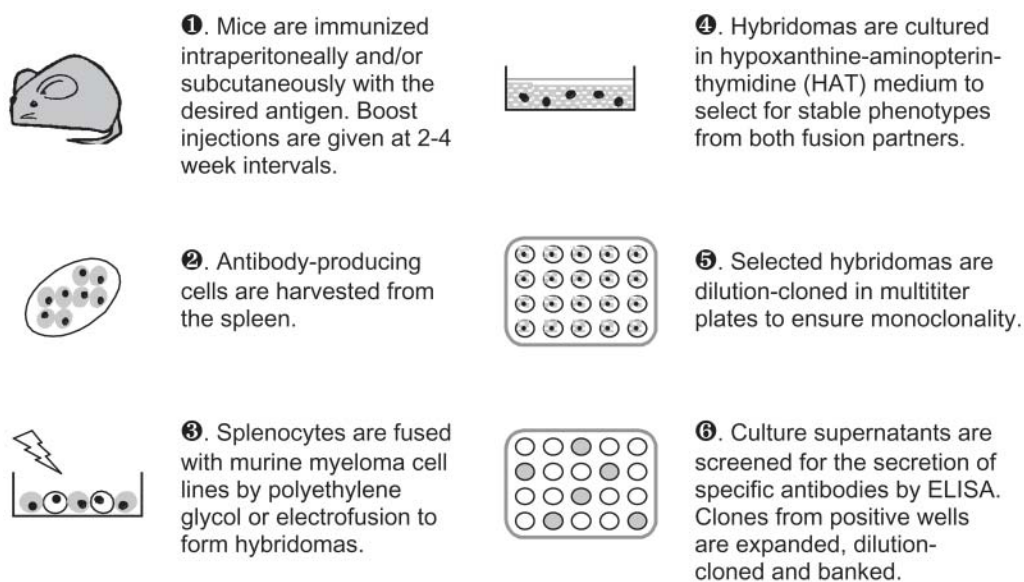 ❶. Mice are immunized
intraperitoneally and/or
subcutaneously with the
desired antigen. Boost
injections are given at 2-4
week intervals.
❷. Antibody-producing
cells are harvested from
the spleen.
❸. Splenocytes are fused
with murine myeloma cell
lines by polyethylene
glycol or electrofusion to
form hybridomas.
❹. Hybridomas are cultured
in hypoxanthine-aminopterin-
thymidine (HAT) medium to
select for stable phenotypes
from both fusion partners.
❺. Selected hybridomas are
dilution-cloned in multititer
plates to ensure monoclonality.
❻. Culture supernatants are
screened for the secretion of
specific antibodies by ELISA.
Clones from positive wells
are expanded, dilution-
cloned and banked.